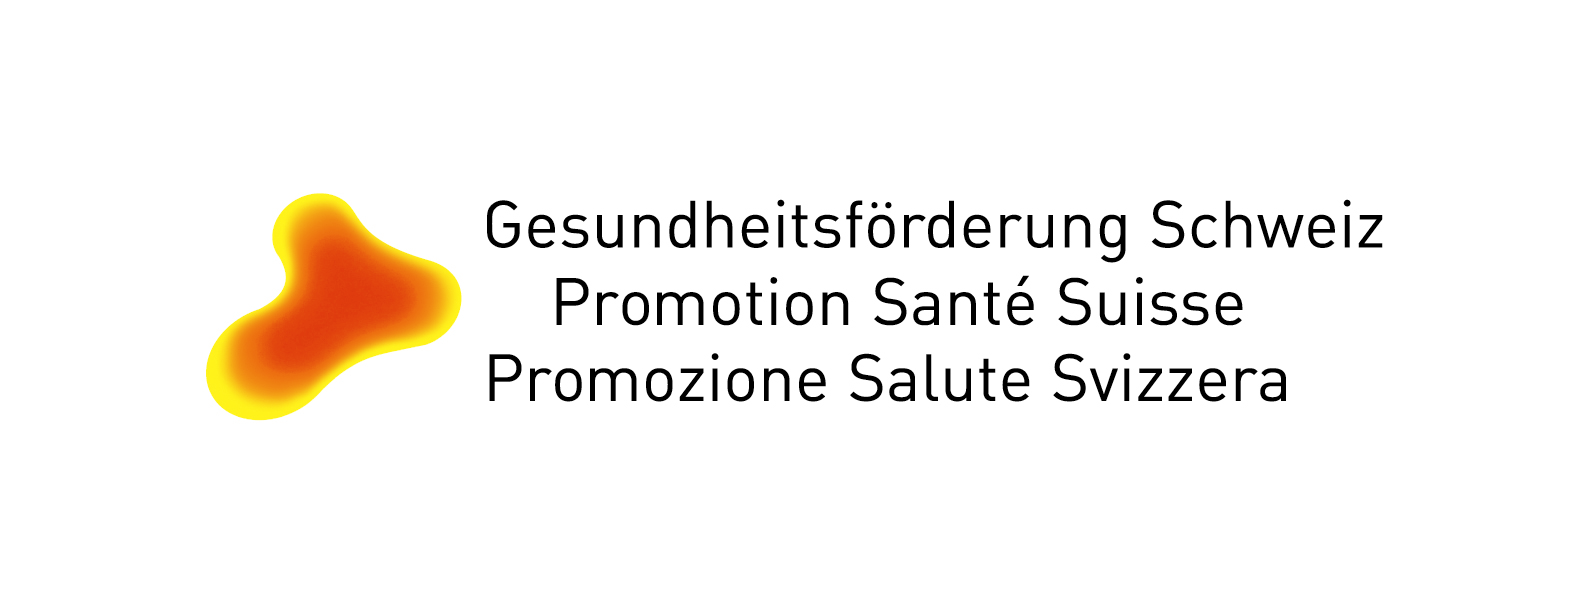 Gesundheitsförderung Schweiz
Promotion Santé Suisse
Promozione Salute Svizzera